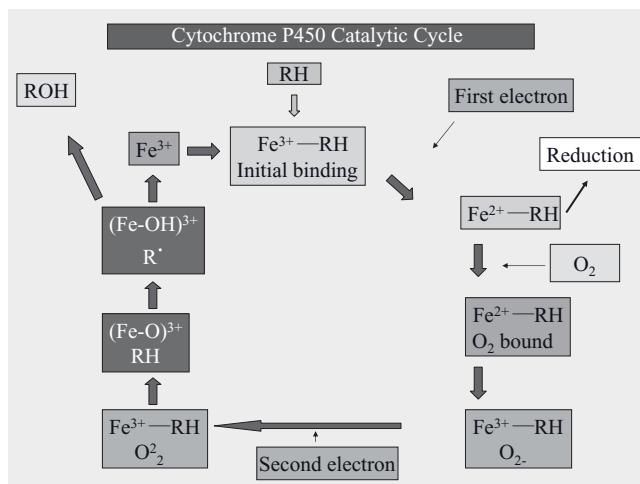 Cytochrome P450 Catalytic Cycle
RH
ROH
First electron
Fe³⁺
Fe³⁺—RH
Initial binding
Reduction
Fe²⁺—RH
(Fe-OH)³⁺
R˙
O₂
Fe²⁺—RH
O₂ bound
(Fe-O)³⁺
RH
Fe³⁺—RH
O²₂
Second electron
Fe³⁺—RH
O₂₋